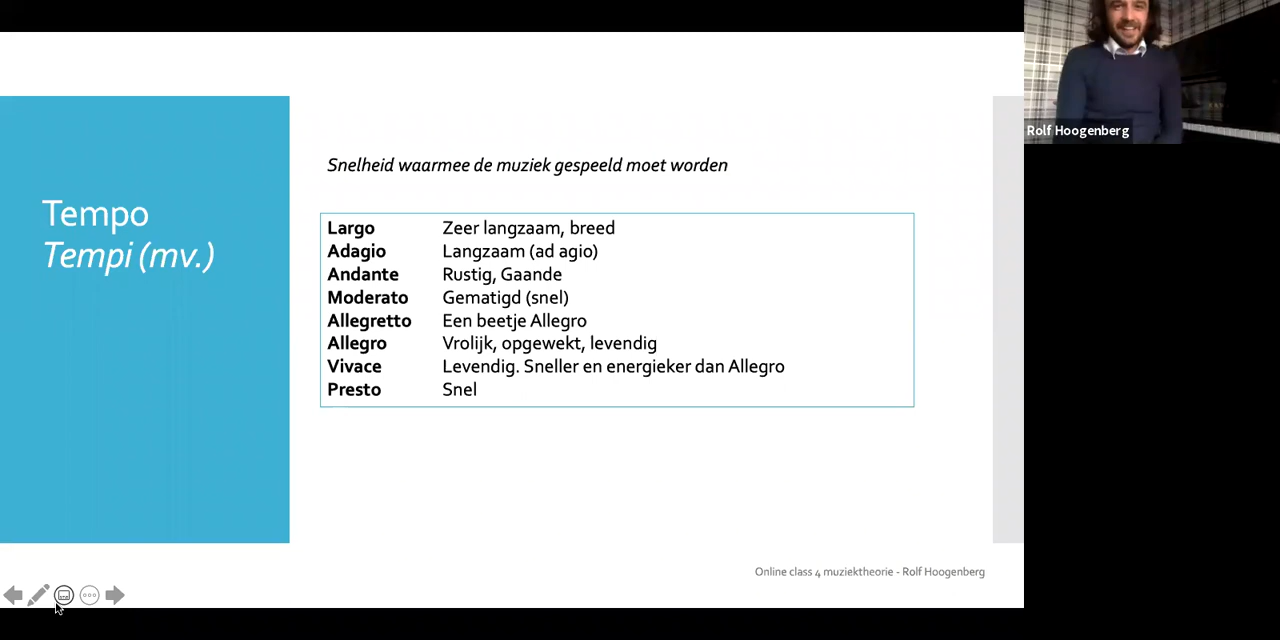 Rolf Hoogenberg
Tempo
Tempi (mv.)
Snelheid waarmee de muziek gespeeld moet worden
Largo Zeer langzaam, breed
Adagio Langzaam (ad agio)
Andante Rustig, Gaande
Moderato Gematigd (snel)
Allegretto Een beetje Allegro
Allegro Vrolijk, opgewekt, levendig
Vivace Levendig. Sneller en energieker dan Allegro
Presto Snel
Online class 4 muziektheorie - Rolf Hoogenberg